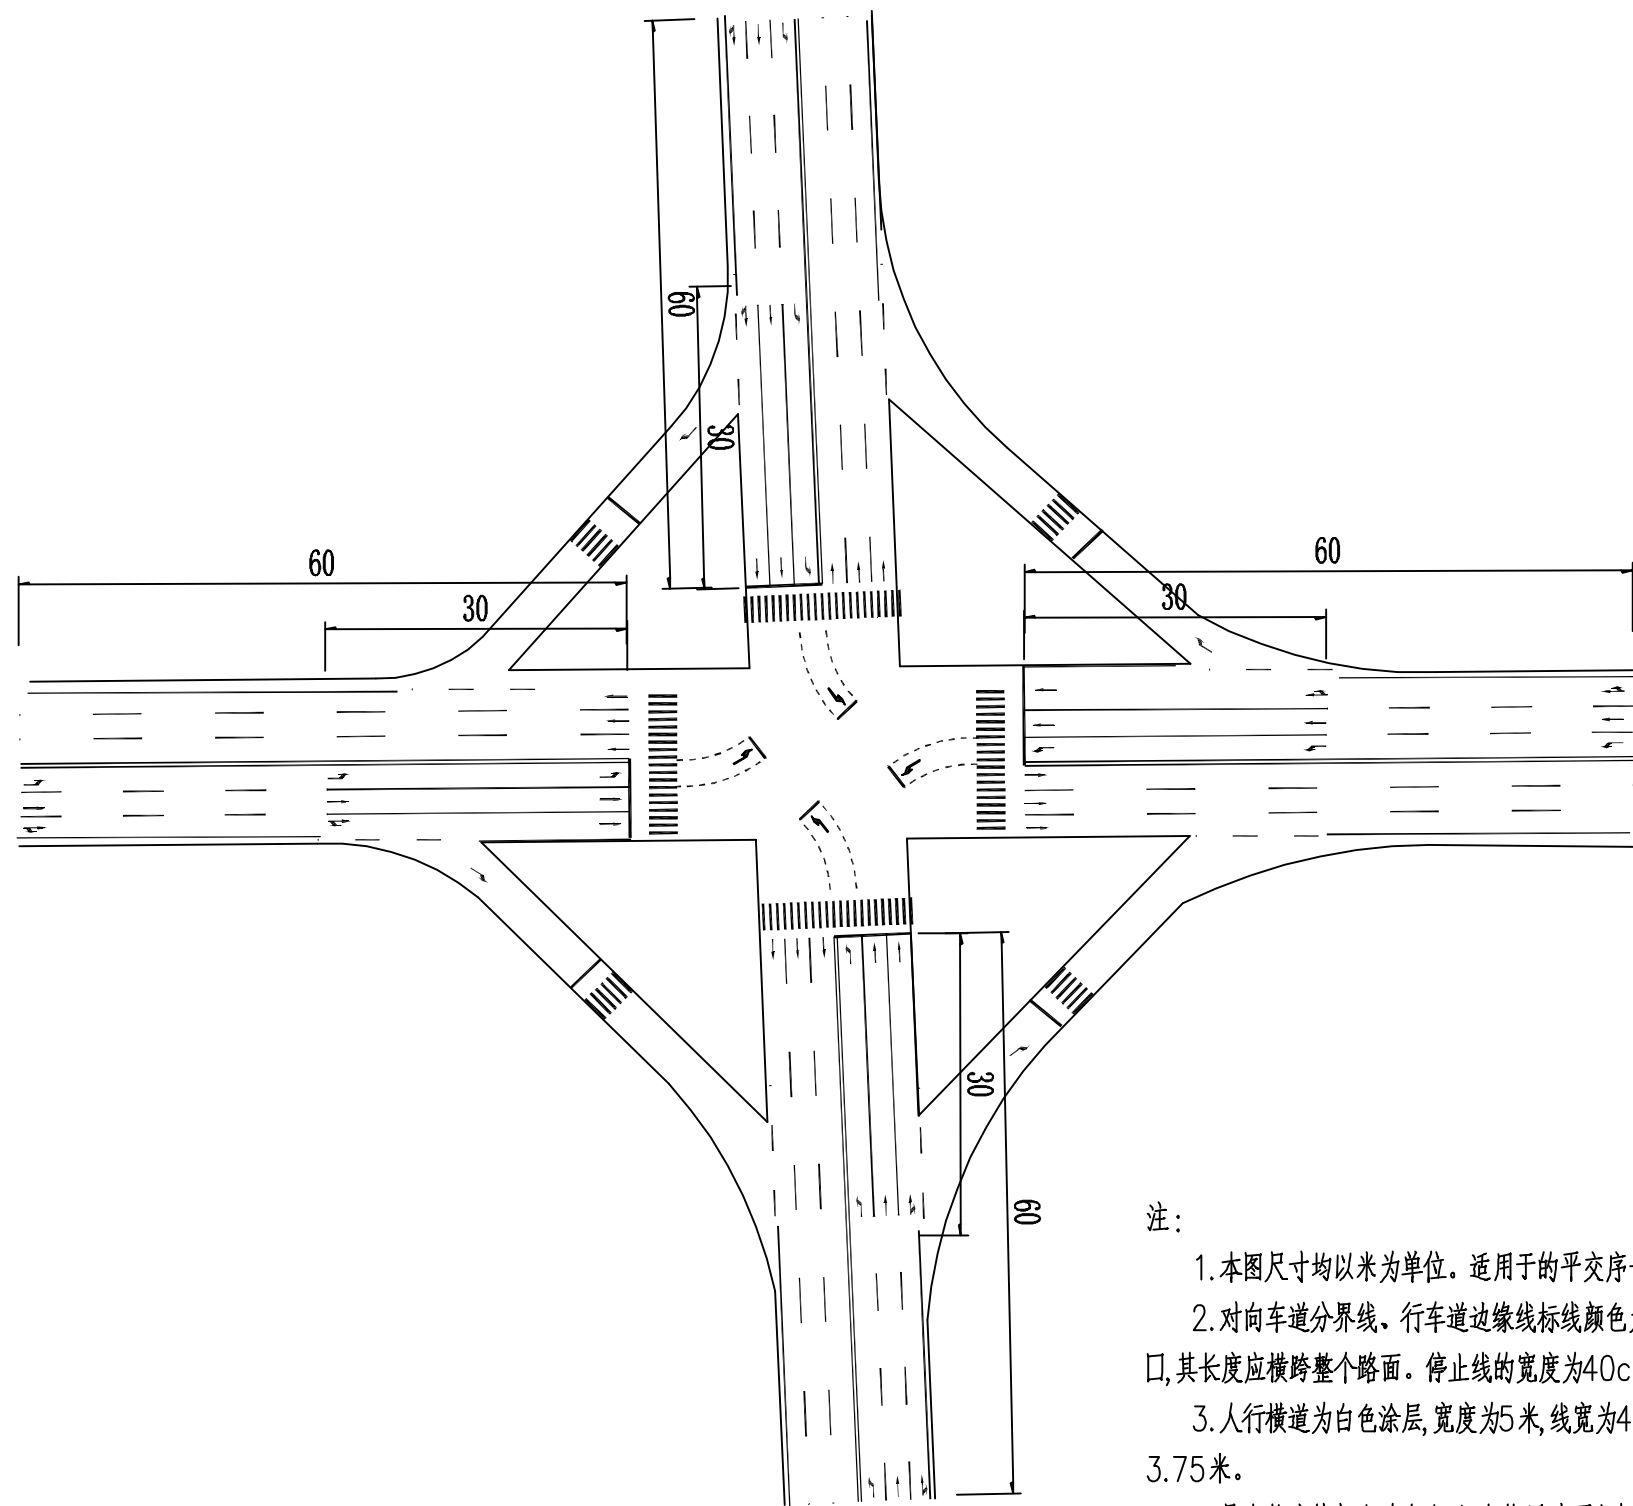 60
30
60
30
60
30
30
60
注：
1.本图尺寸均以米为单位。适用于的平交序
2.对向车道分界线、行车道边缘线标线颜色
口,其长度应横跨整个路面。停止线的宽度为40c
3.人行横道为白色涂层,宽度为5米,线宽为4
3.75米。